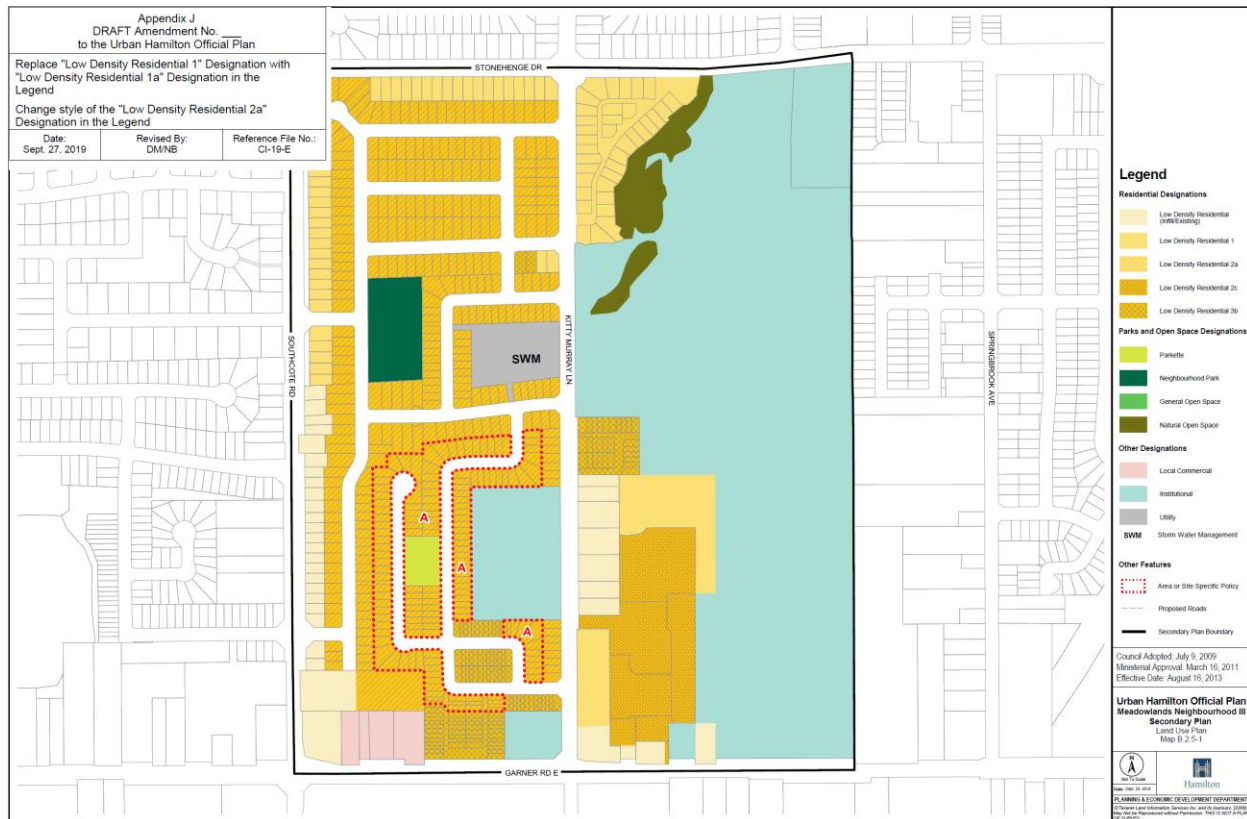 Appendix J
DRAFT Amendment No. ___
to the Urban Hamilton Official Plan
Replace "Low Density Residential 1" Designation with
"Low Density Residential 1a" Designation in the
Legend
Change style of the "Low Density Residential 2a"
Designation in the Legend
Date:
Sept. 27, 2019
Revised By:
DM/NB
Reference File No.:
CI-19-E
STONEHENGE DR
SOUTHCOTE RD
KITTY MURRAY LN
SPRINGBROOK AVE
SWM
A
A
A
GARNER RD E
Legend
Residential Designations
Low Density Residential
(Infill/Existing)
Low Density Residential 1
Low Density Residential 2a
Low Density Residential 2c
Low Density Residential 3b
Parks and Open Space Designations
Parkette
Neighbourhood Park
General Open Space
Natural Open Space
Other Designations
Local Commercial
Institutional
Utility
SWM Storm Water Management
Other Features
Area or Site Specific Policy
Proposed Roads
Secondary Plan Boundary
Council Adopted: July 9, 2009
Ministerial Approval: March 16, 2011
Effective Date: August 16, 2013
Urban Hamilton Official Plan
Meadowlands Neighbourhood III
Secondary Plan
Land Use Plan
Map B.2.5-1
N
Not To Scale
Hamilton
PLANNING & ECONOMIC DEVELOPMENT DEPARTMENT